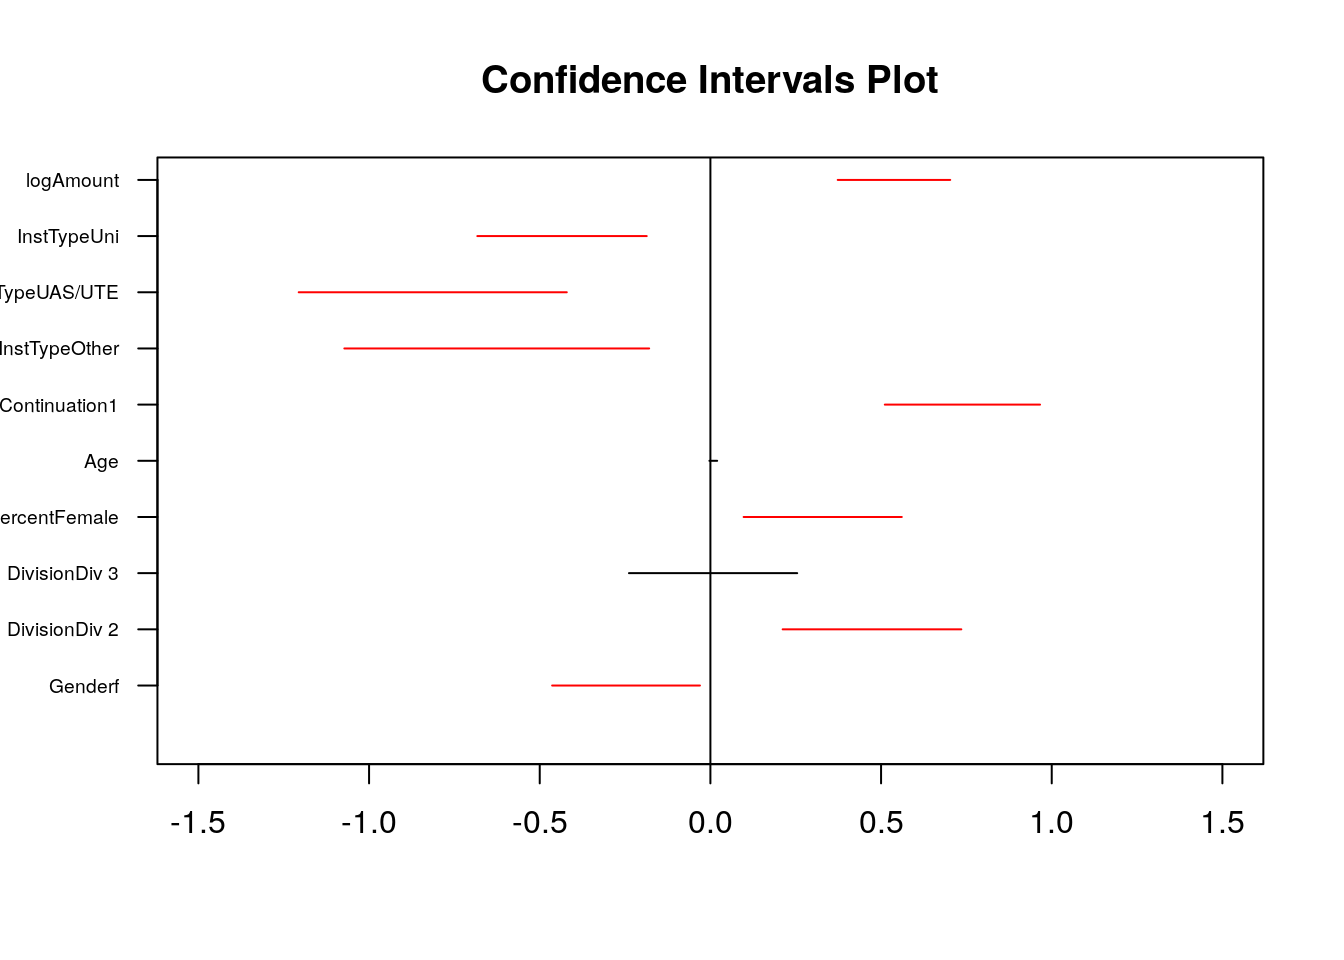 Confidence Intervals Plot
logAmount
InstTypeUni
TypeUAS/UTE
InstTypeOther
Continuation1
Age
ercentFemale
DivisionDiv 3
DivisionDiv 2
Genderf
-1.5 -1.0 -0.5 0.0 0.5 1.0 1.5